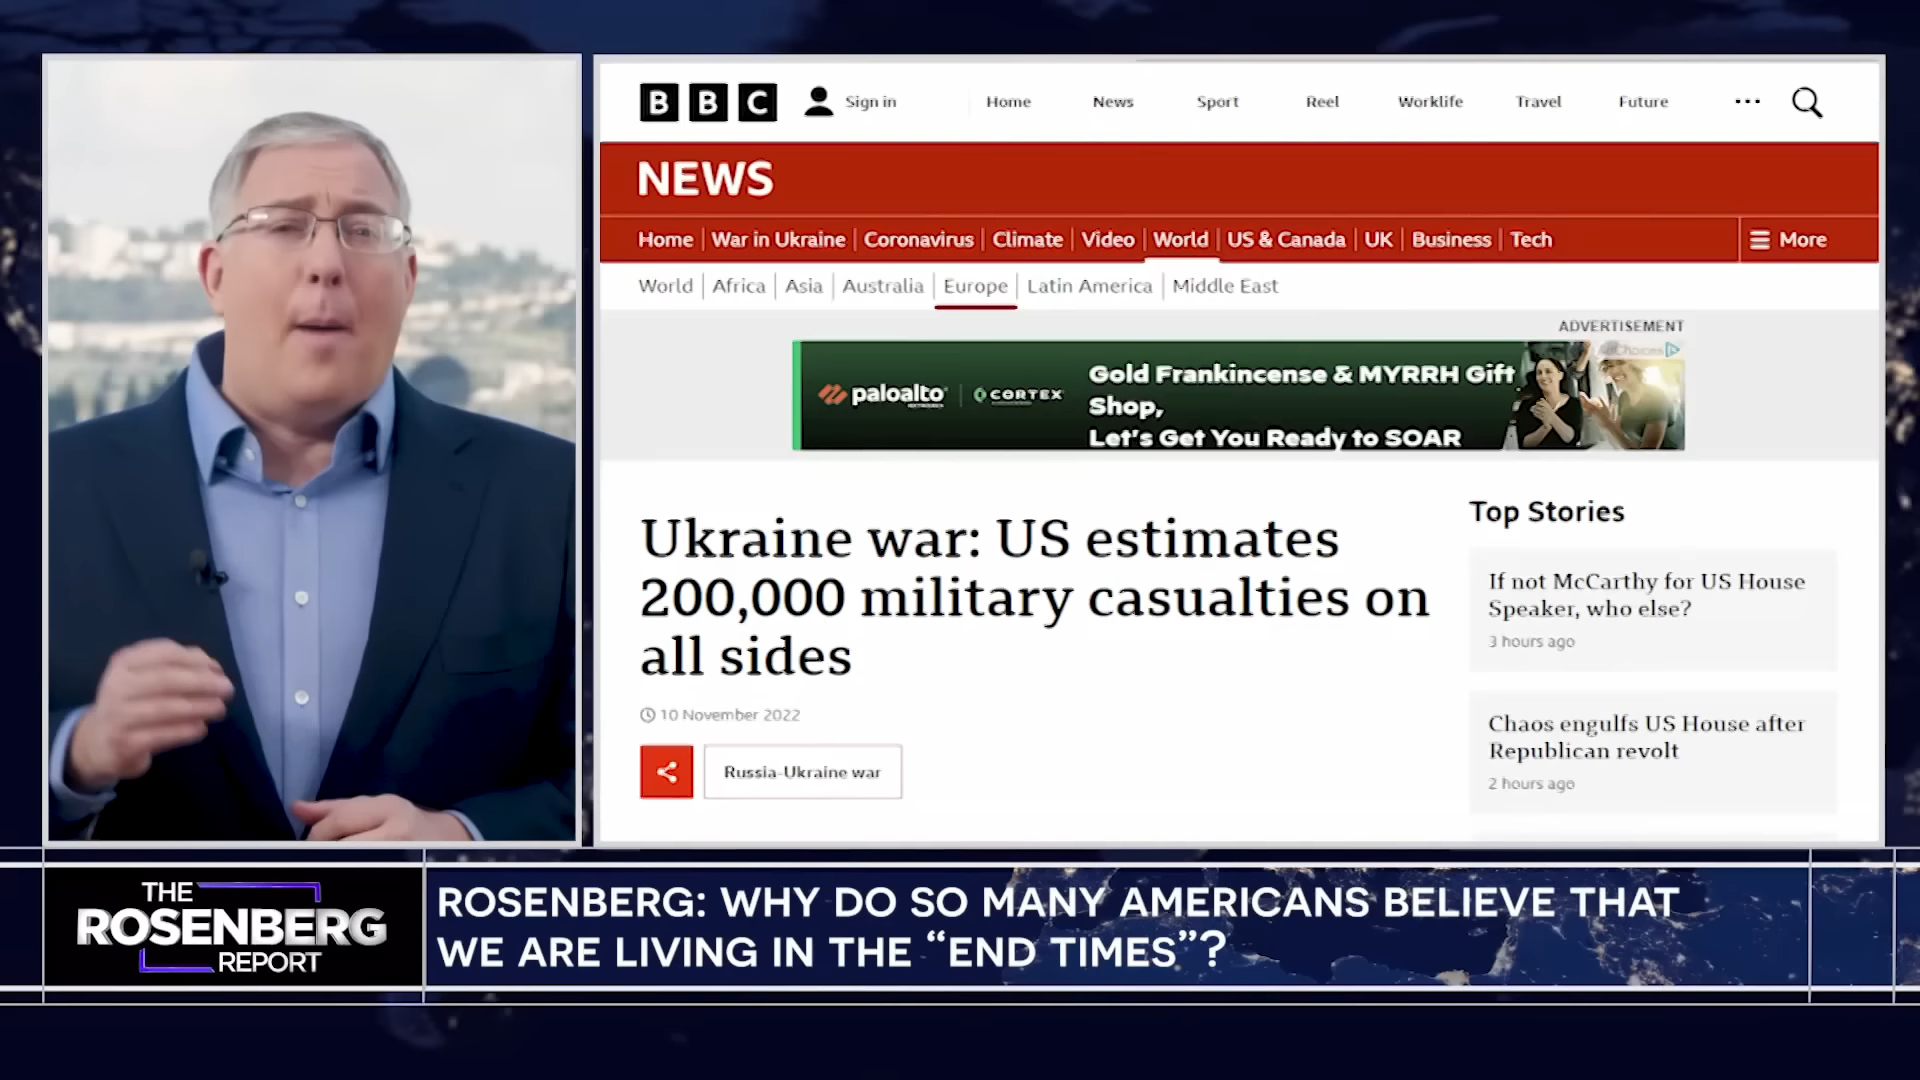 BBC
Sign in
Home
News
Sport
Reel
Worklife
Travel
Future
NEWS
Home
War in Ukraine
Coronavirus
Climate
Video
World
US & Canada
UK
Business
Tech
More
World
Africa
Asia
Australia
Europe
Latin America
Middle East
ADVERTISEMENT
AdChoices
paloalto
CORTEX
Gold Frankincense & MYRRH Gift
Shop,
Let's Get You Ready to SOAR
Ukraine war: US estimates
200,000 military casualties on
all sides
10 November 2022
Russia-Ukraine war
Top Stories
If not McCarthy for US House
Speaker, who else?
3 hours ago
Chaos engulfs US House after
Republican revolt
2 hours ago
THE
ROSENBERG
REPORT
ROSENBERG: WHY DO SO MANY AMERICANS BELIEVE THAT
WE ARE LIVING IN THE “END TIMES”?